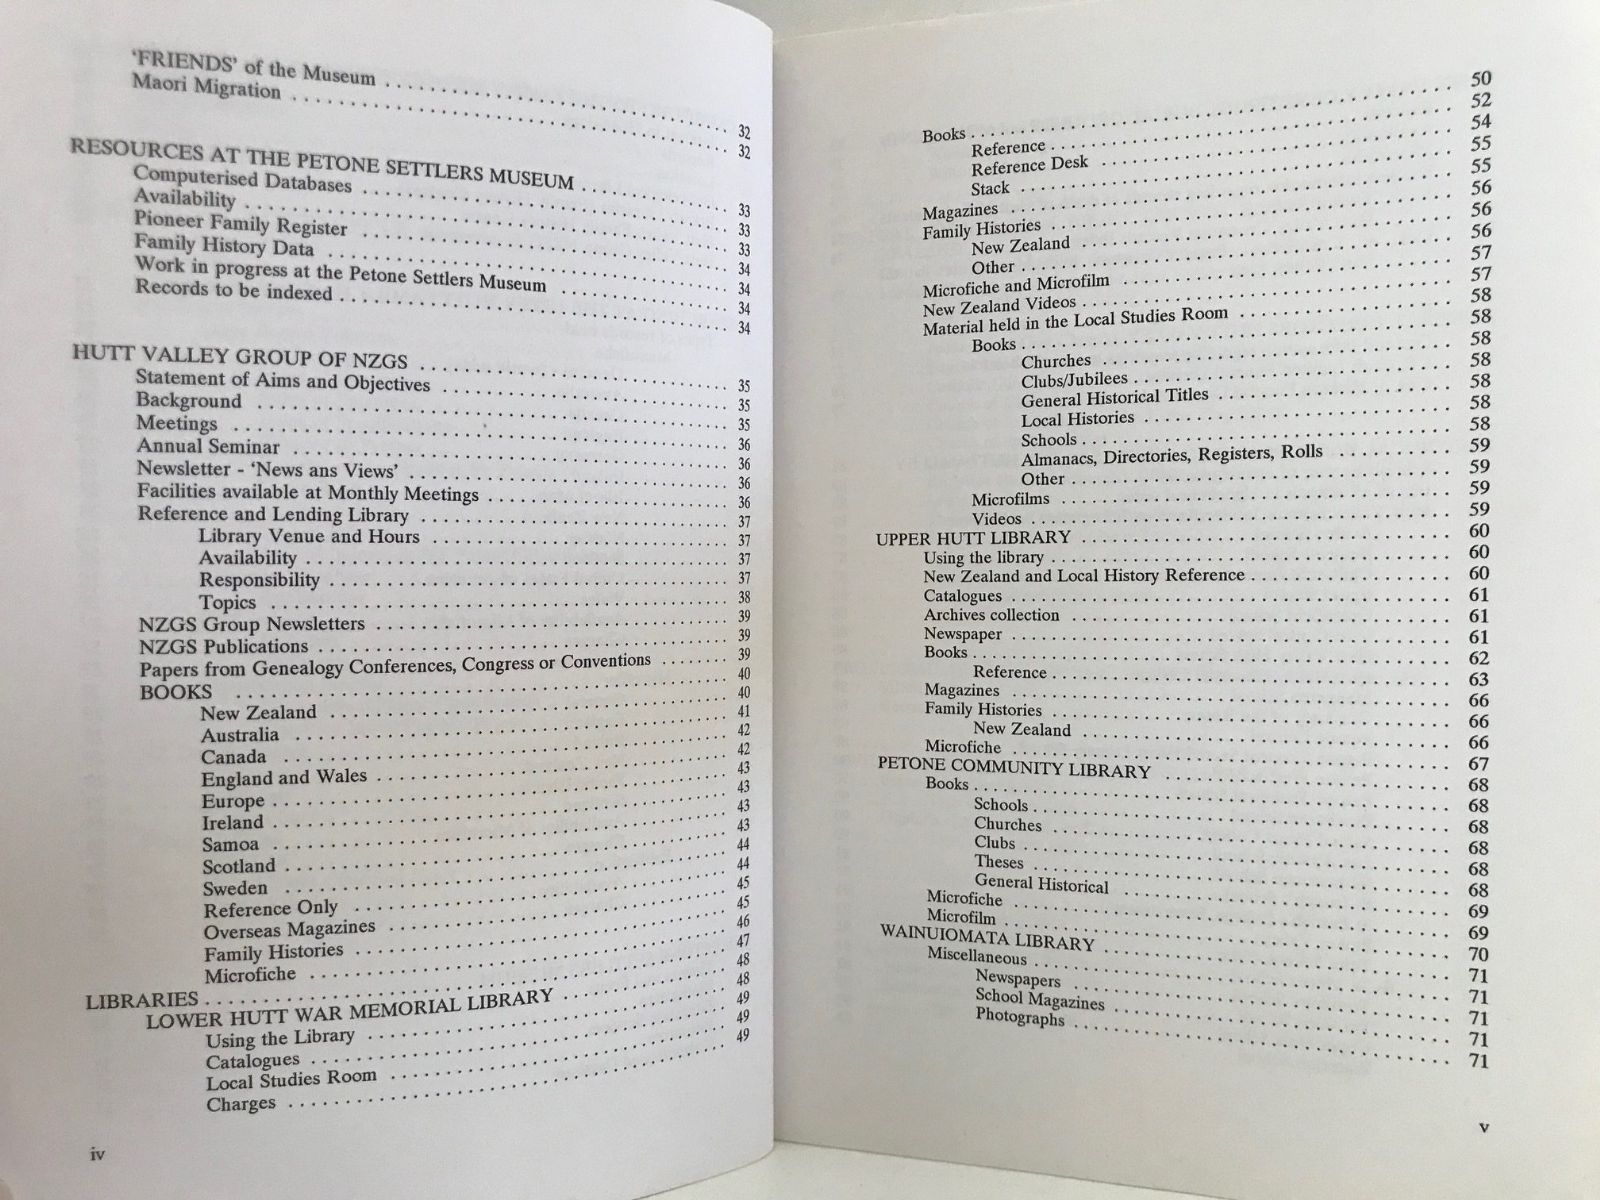 'FRIENDS' of the Museum ........ 32
Maori Migration ........ 32
RESOURCES AT THE PETONE SETTLERS MUSEUM ........ 33
Computerised Databases ........ 33
Availability ........ 33
Pioneer Family Register ........ 34
Family History Data ........ 34
Work in progress at the Petone Settlers Museum ........ 34
Records to be indexed ........ 34
HUTT VALLEY GROUP OF NZGS ........ 35
Statement of Aims and Objectives ........ 35
Background ........ 35
Meetings ........ 36
Annual Seminar ........ 36
Newsletter - 'News ans Views' ........ 36
Facilities available at Monthly Meetings ........ 36
Reference and Lending Library ........ 37
Library Venue and Hours ........ 37
Availability ........ 37
Responsibility ........ 37
Topics ........ 38
NZGS Group Newsletters ........ 39
NZGS Publications ........ 39
Papers from Genealogy Conferences, Congress or Conventions ........ 39
BOOKS ........ 40
New Zealand ........ 40
Australia ........ 41
Canada ........ 42
England and Wales ........ 42
Europe ........ 43
Ireland ........ 43
Samoa ........ 43
Scotland ........ 43
Sweden ........ 44
Reference Only ........ 44
Overseas Magazines ........ 45
Family Histories ........ 45
Microfiche ........ 46
LIBRARIES ........ 47
LOWER HUTT WAR MEMORIAL LIBRARY ........ 48
Using the Library ........ 48
Catalogues ........ 49
Local Studies Room ........ 49
Charges ........ 49
iv
Books ........ 50
Reference ........ 52
Reference Desk ........ 54
Stack ........ 55
Magazines ........ 55
Family Histories ........ 56
New Zealand ........ 56
Other ........ 56
Microfiche and Microfilm ........ 57
New Zealand Videos ........ 57
Material held in the Local Studies Room ........ 58
Books ........ 58
Churches ........ 58
Clubs/Jubilees ........ 58
General Historical Titles ........ 58
Local Histories ........ 58
Schools ........ 58
Almanacs, Directories, Registers, Rolls ........ 59
Other ........ 59
Microfilms ........ 59
Videos ........ 59
UPPER HUTT LIBRARY ........ 60
Using the library ........ 60
New Zealand and Local History Reference ........ 60
Catalogues ........ 61
Archives collection ........ 61
Newspaper ........ 61
Books ........ 62
Reference ........ 63
Magazines ........ 66
Family Histories ........ 66
New Zealand ........ 66
Microfiche ........ 67
PETONE COMMUNITY LIBRARY ........ 68
Books ........ 68
Schools ........ 68
Churches ........ 68
Clubs ........ 68
Theses ........ 68
General Historical ........ 69
Microfiche ........ 69
Microfilm ........ 70
WAINUIOMATA LIBRARY ........ 71
Miscellaneous ........ 71
Newspapers ........ 71
School Magazines ........ 71
Photographs ........ 71
v